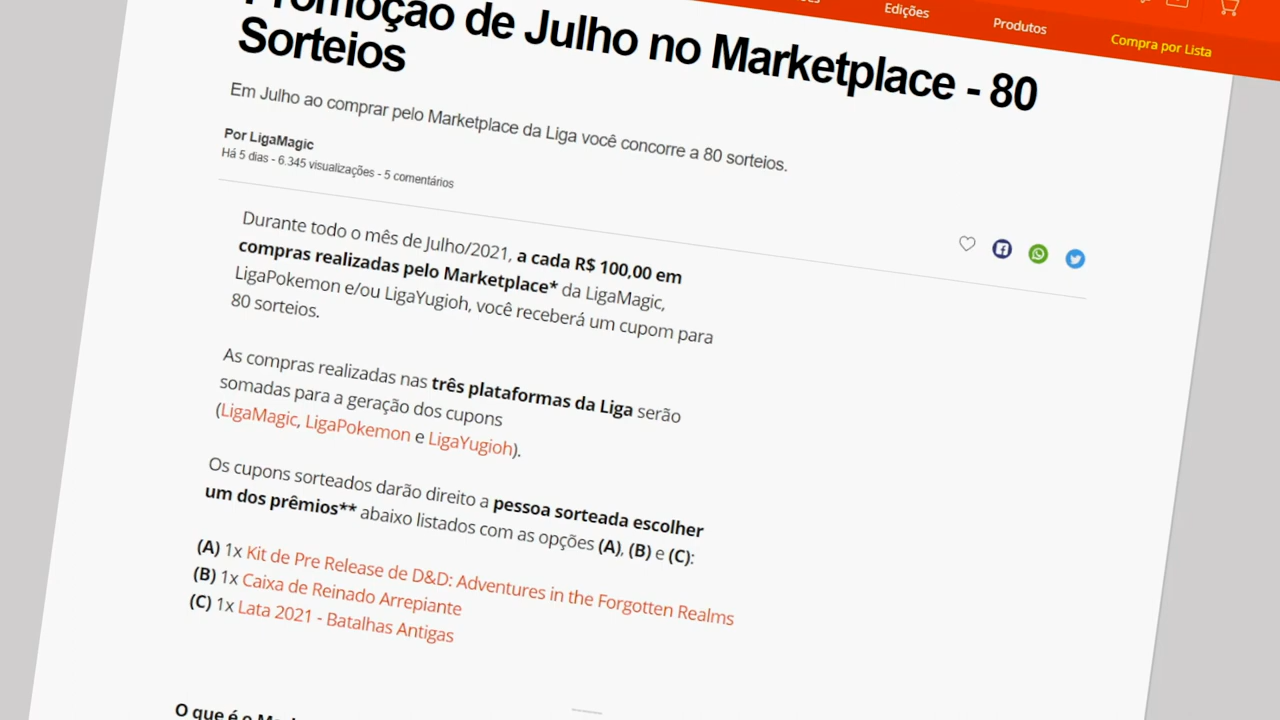 Edições
Produtos
Compra por Lista
Promoção de Julho no Marketplace - 80
Sorteios
Em Julho ao comprar pelo Marketplace da Liga você concorre a 80 sorteios.
Por LigaMagic
Há 5 dias - 6.345 visualizações - 5 comentários
Durante todo o mês de Julho/2021, a cada R$ 100,00 em
compras realizadas pelo Marketplace* da LigaMagic,
LigaPokemon e/ou LigaYugioh, você receberá um cupom para
80 sorteios.
As compras realizadas nas três plataformas da Liga serão
somadas para a geração dos cupons
(LigaMagic, LigaPokemon e LigaYugioh).
Os cupons sorteados darão direito a pessoa sorteada escolher
um dos prêmios** abaixo listados com as opções (A), (B) e (C):
(A) 1x Kit de Pre Release de D&D: Adventures in the Forgotten Realms
(B) 1x Caixa de Reinado Arrepiante
(C) 1x Lata 2021 - Batalhas Antigas
O que é o